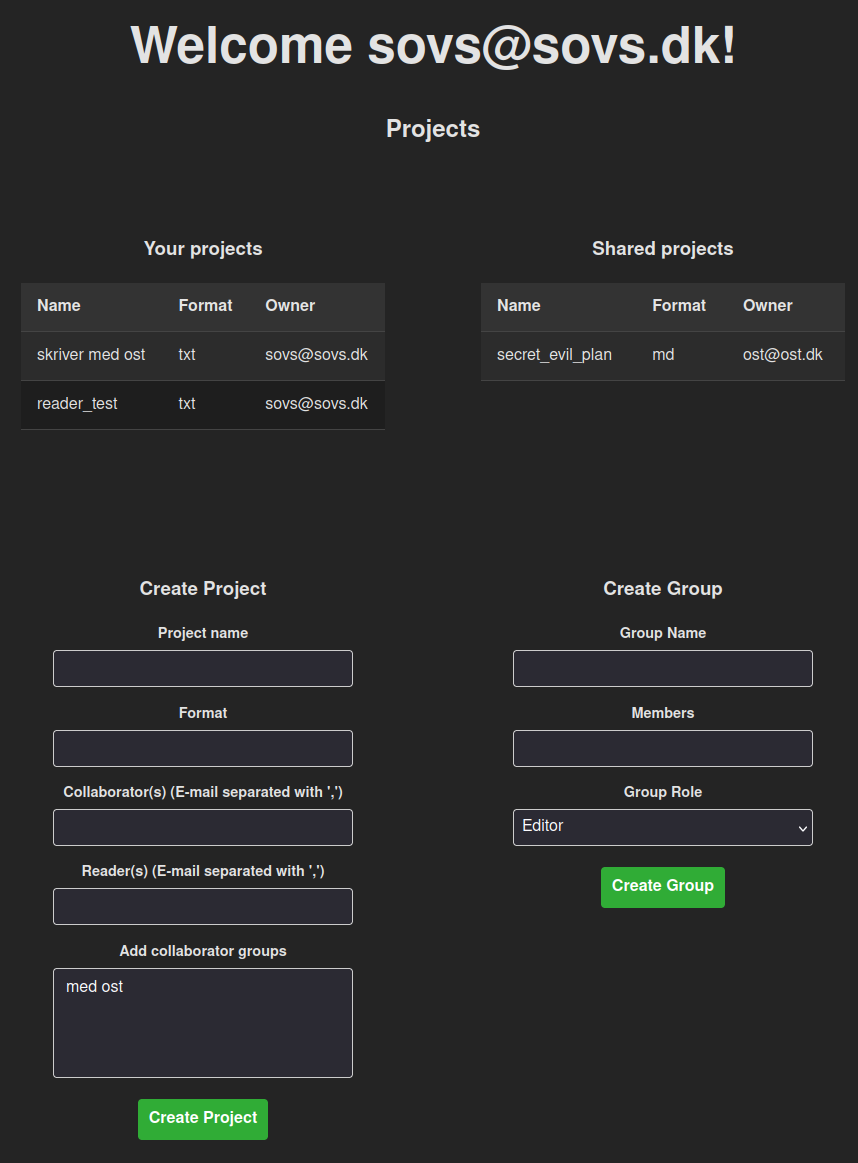 Welcome sovs@sovs.dk!
Projects
Your projects
Name Format Owner
skriver med ost txt sovs@sovs.dk
reader_test txt sovs@sovs.dk
Shared projects
Name Format Owner
secret_evil_plan md ost@ost.dk
Create Project
Project name
Format
Collaborator(s) (E-mail separated with ',')
Reader(s) (E-mail separated with ',')
Add collaborator groups
med ost
Create Project
Create Group
Group Name
Members
Group Role
Editor
Create Group